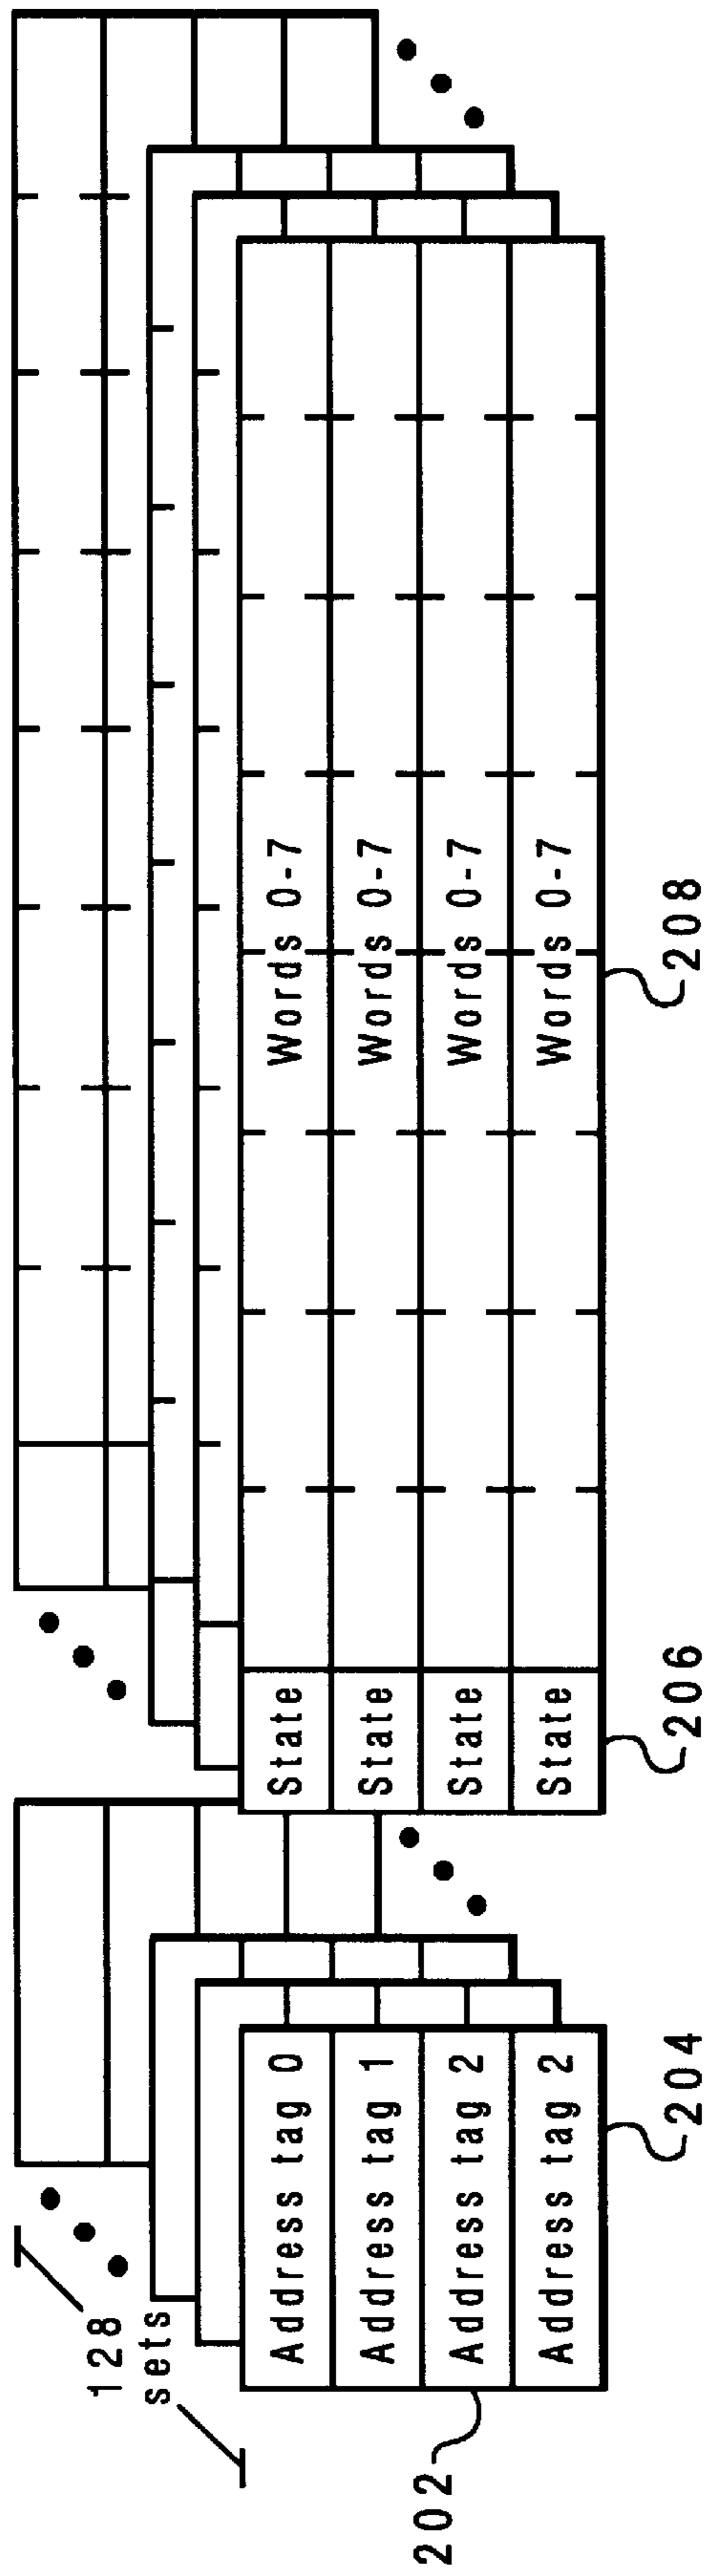 128
sets
Address tag 0
State
Words 0-7
Address tag 1
State
Words 0-7
Address tag 2
State
Words 0-7
Address tag 2
State
Words 0-7
202
204
206
208